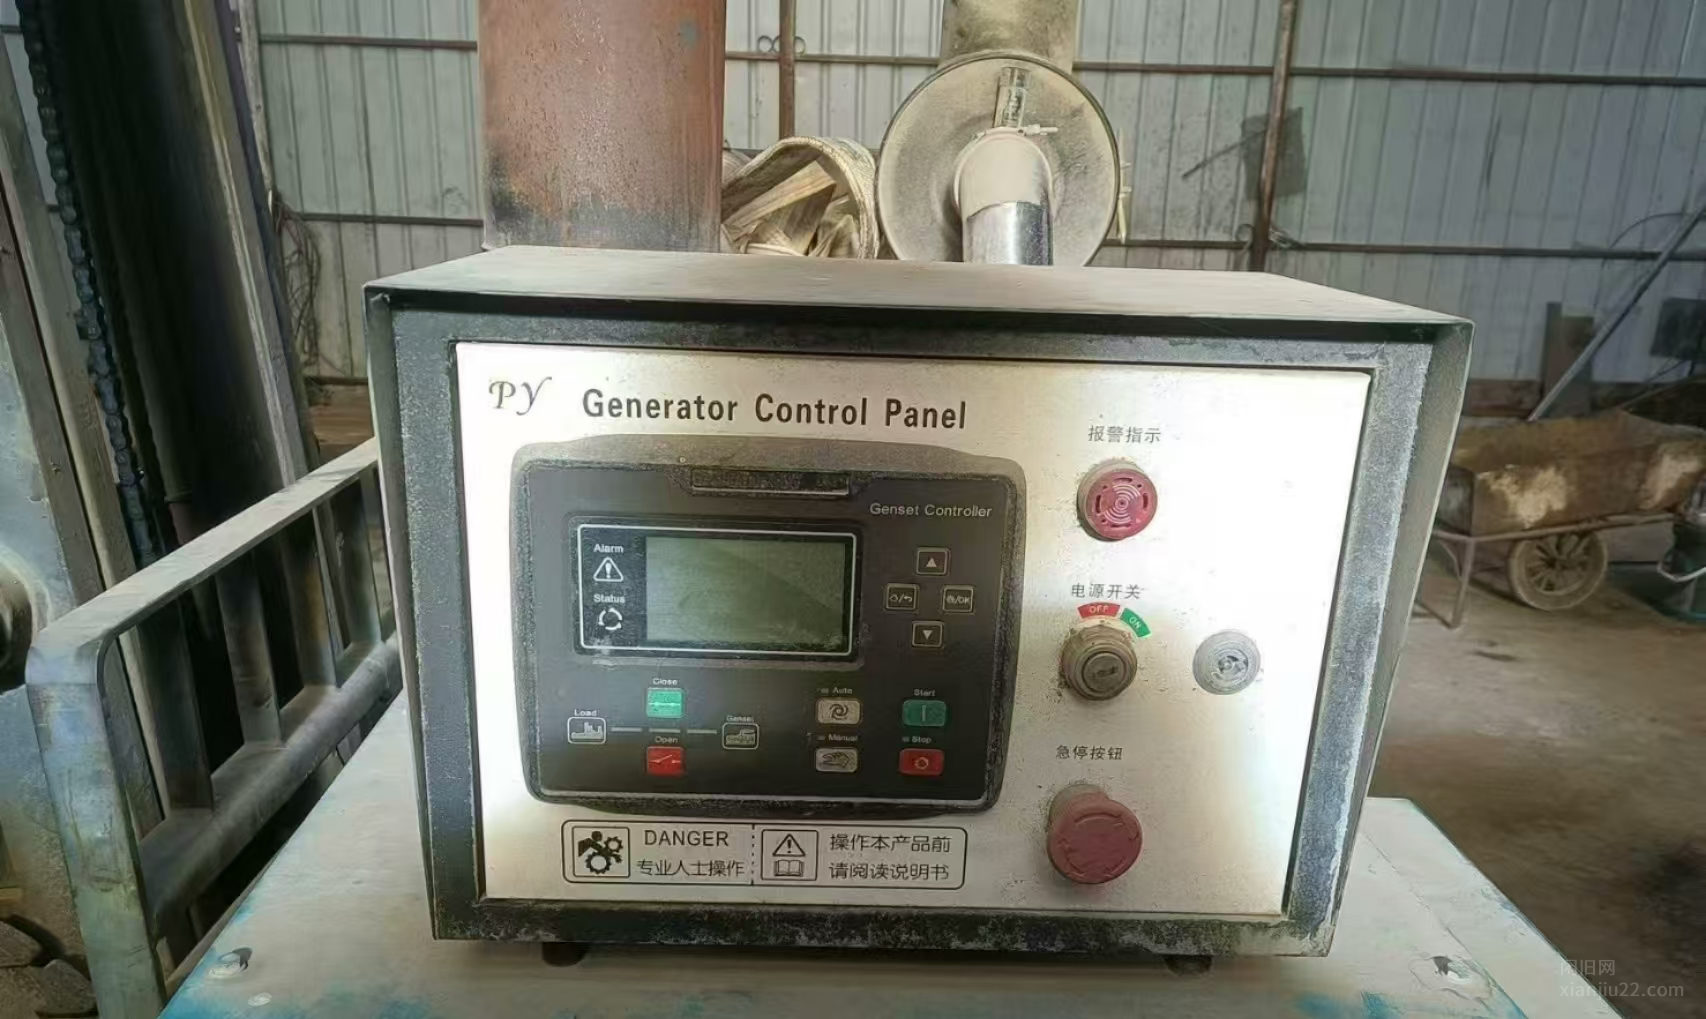 PY Generator Control Panel
报警指示
Genset Controller
Alarm
Status
电源开关
OFF
ON
Close
Auto
Start
Load
Genset
Open
Manual
Stop
急停按钮
DANGER
专业人士操作
操作本产品前
请阅读说明书
闲旧网
xianjiu22.com